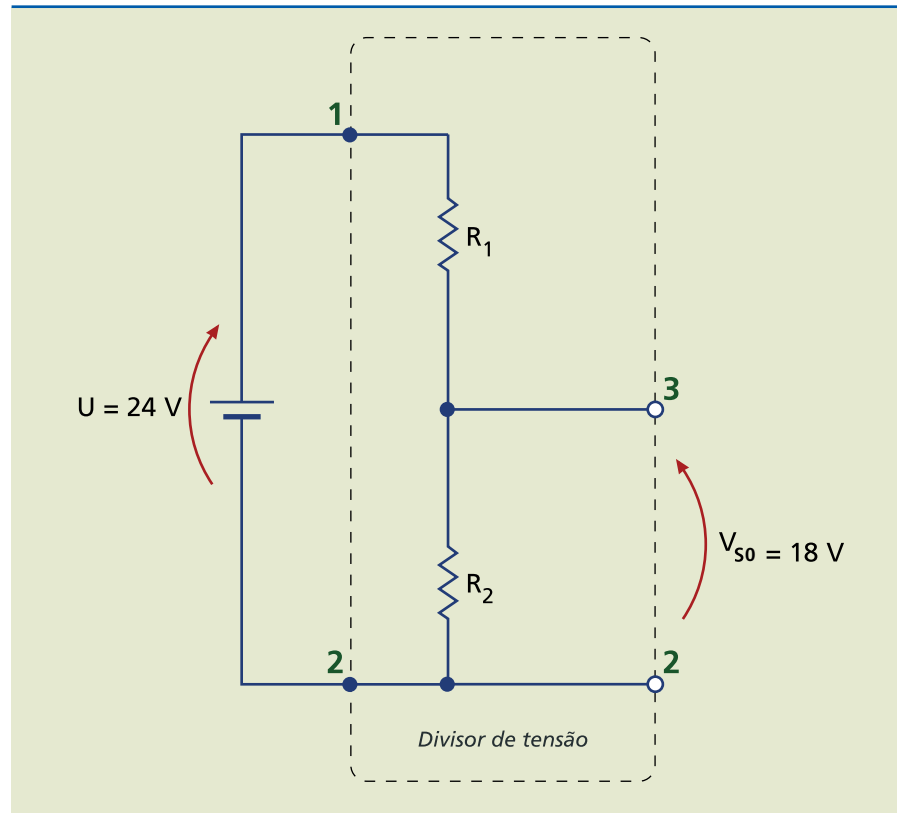 1
R1
3
U = 24 V
VS0 = 18 V
R2
2
2
Divisor de tensão